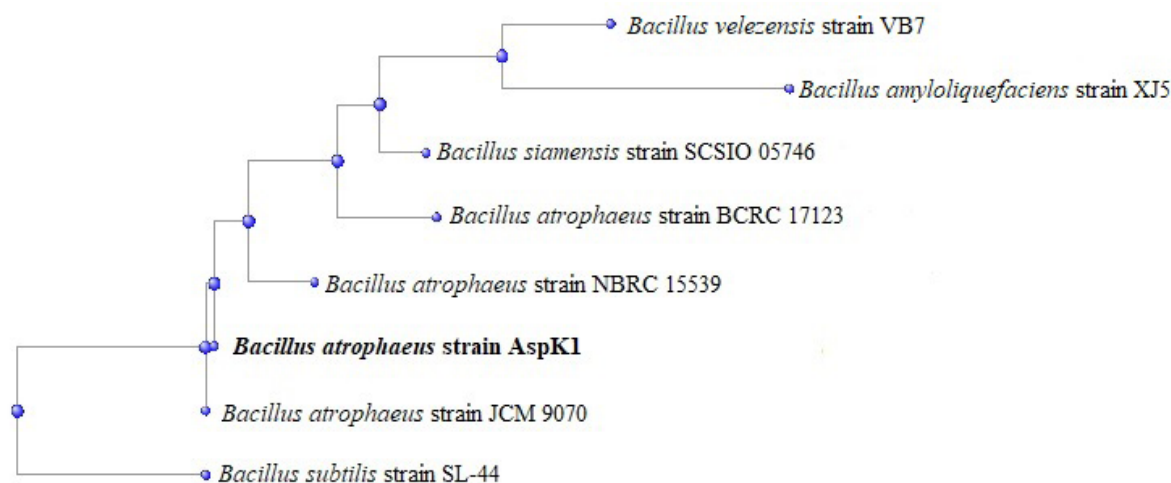 Bacillus velezensis strain VB7
Bacillus amyloliquefaciens strain XJ5
Bacillus siamensis strain SCSIO 05746
Bacillus atrophaeus strain BCRC 17123
Bacillus atrophaeus strain NBRC 15539
Bacillus atrophaeus strain AspK1
Bacillus atrophaeus strain JCM 9070
Bacillus subtilis strain SL-44